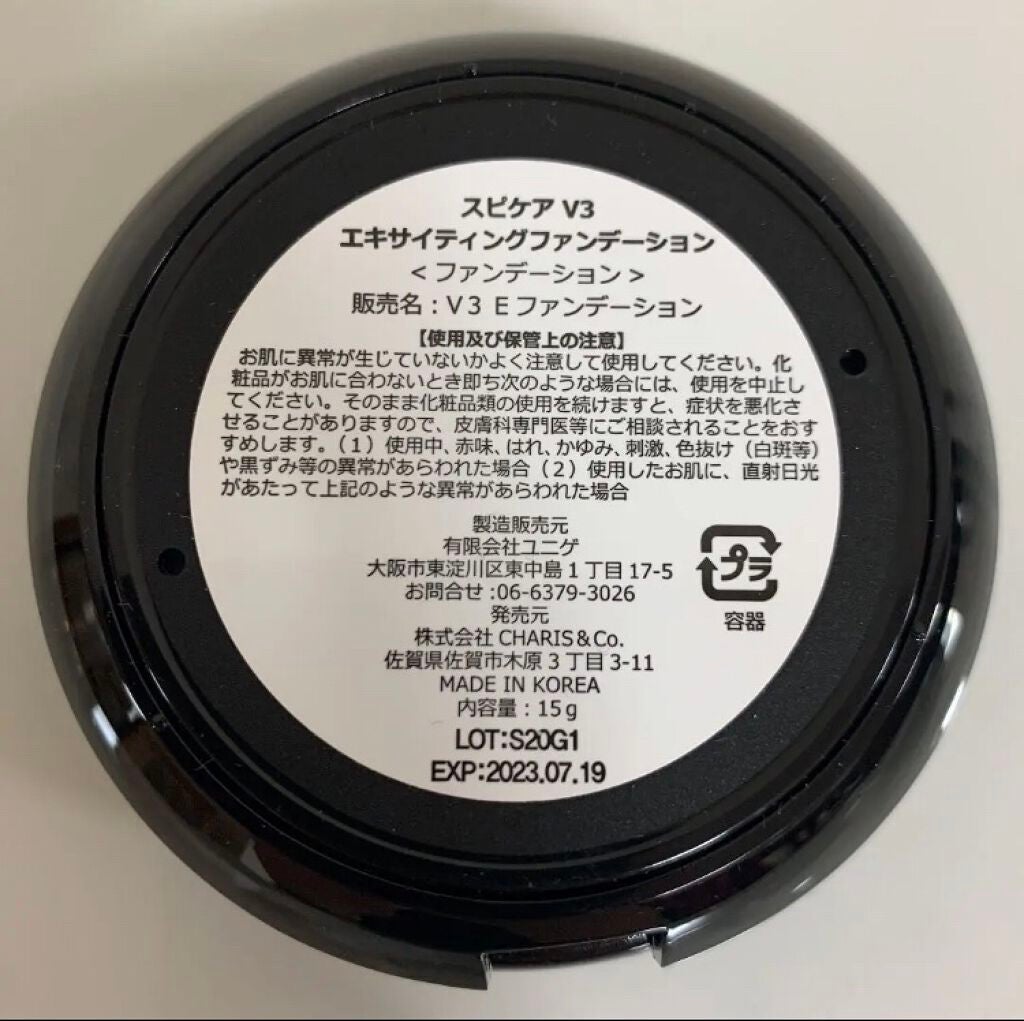 スピケア V3
エキサイティングファンデーション
<ファンデーション>
販売名：V3 Eファンデーション
【使用及び保管上の注意】
お肌に異常が生じていないかよく注意して使用してください。化
粧品がお肌に合わないとき即ち次のような場合には、使用を中止し
てください。そのまま化粧品類の使用を続けますと、症状を悪化さ
せることがありますので、皮膚科専門医等にご相談されることをおす
すめします。（1）使用中、赤味、はれ、かゆみ、刺激、色抜け（白斑等）
や黒ずみ等の異常があらわれた場合（2）使用したお肌に、直射日光
があたって上記のような異常があらわれた場合
製造販売元
有限会社ユニゲ
大阪市東淀川区東中島1丁目17-5
お問合せ:06-6379-3026
発売元
株式会社 CHARIS&Co.
佐賀県佐賀市木原3丁目3-11
MADE IN KOREA
内容量：15g
LOT:S20G1
EXP:2023.07.19
プラ
容器